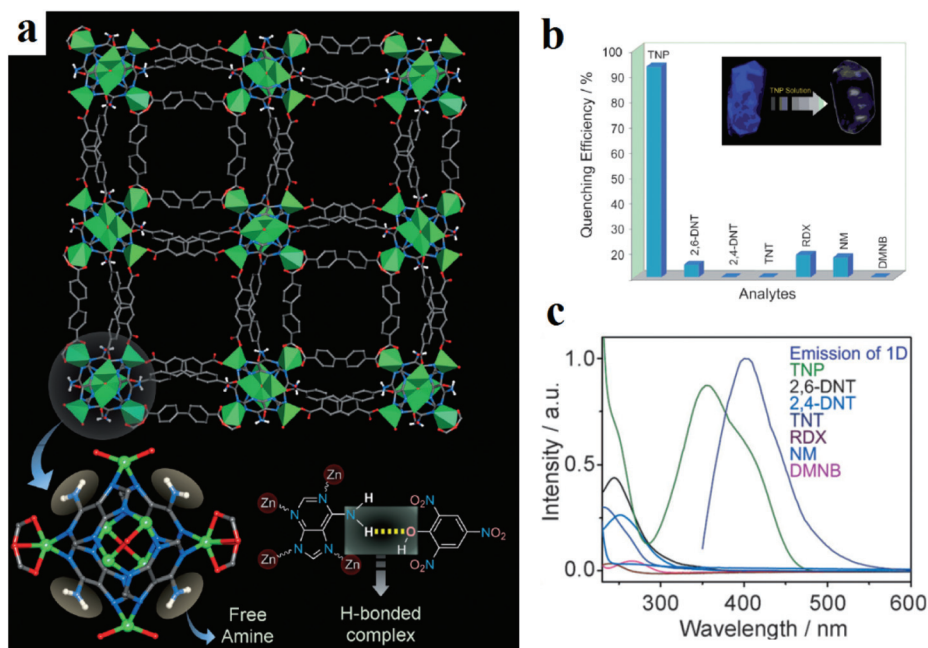 a
Zn
Zn
Zn
Zn
N
N
N
N
N
H
H
O
H
O₂N
NO₂
NO₂
Free
Amine
H-bonded
complex
b
Quenching Efficiency / %
100
90
80
70
60
50
40
30
20
TNP
2,6-DNT
2,4-DNT
TNT
RDX
NM
DMNB
TNP Solution
Analytes
c
Intensity / a.u.
1.0
0.5
0.0
300
400
500
600
Wavelength / nm
Emission of 1D
TNP
2,6-DNT
2,4-DNT
TNT
RDX
NM
DMNB